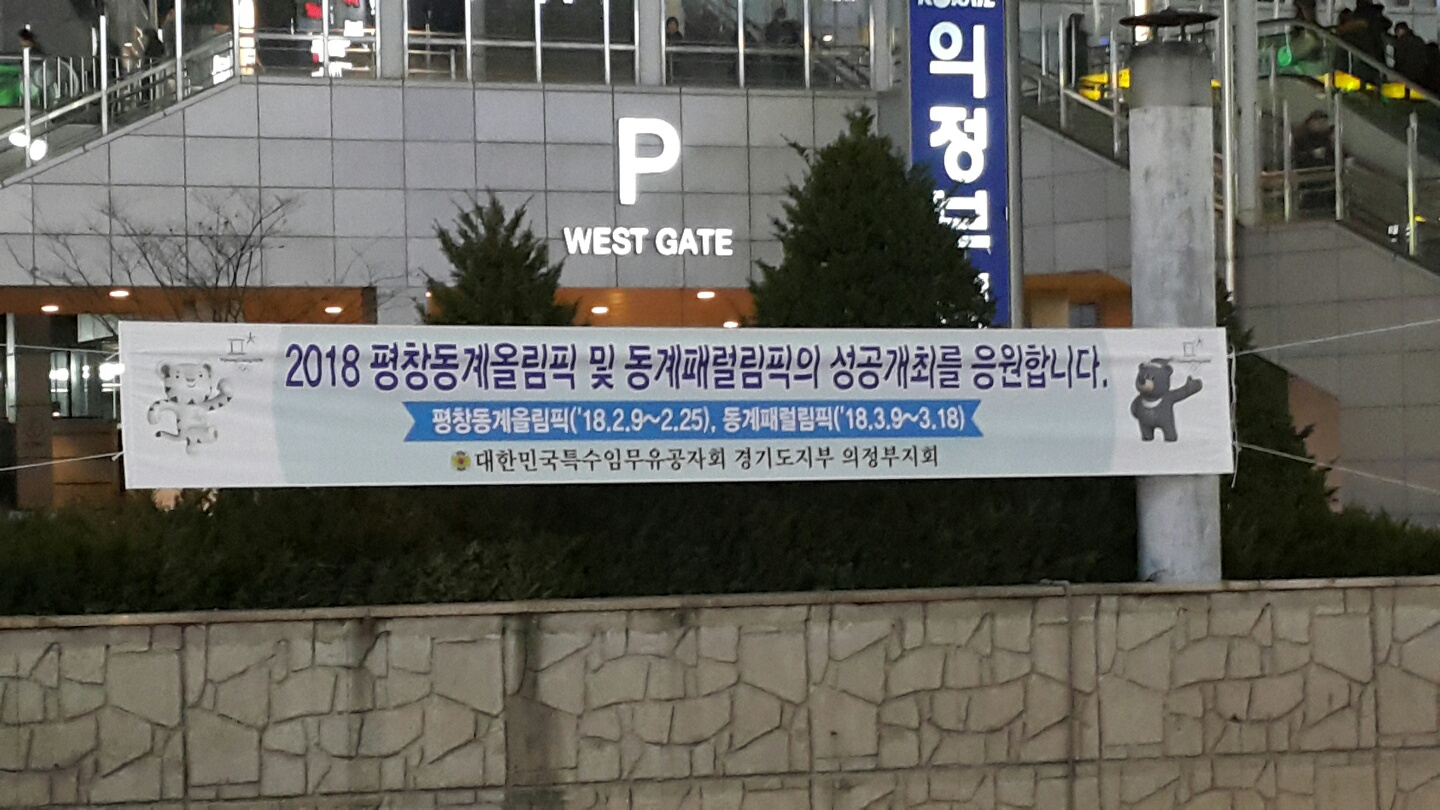 의정부
P
WEST GATE
2018 평창동계올림픽 및 동계패럴림픽의 성공개최를 응원합니다.
평창동계올림픽('18.2.9~2.25), 동계패럴림픽('18.3.9~3.18)
대한민국특수임무유공자회 경기도지부 의정부지회